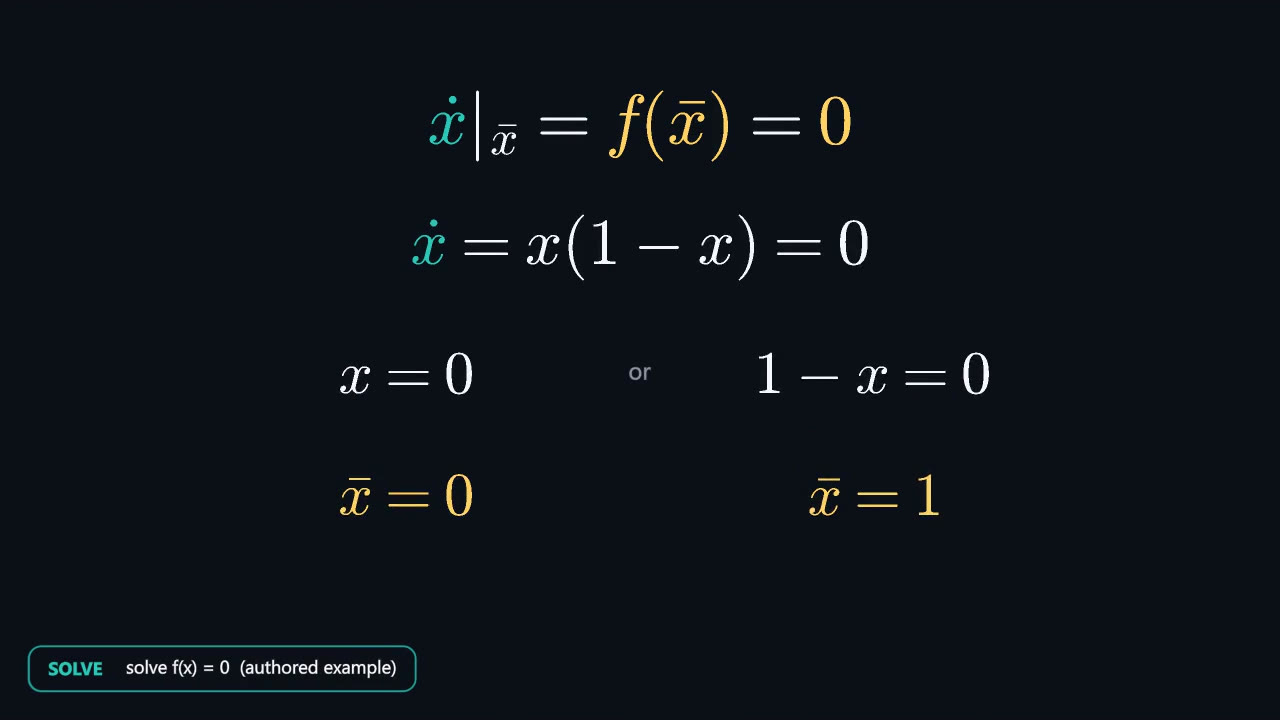 ẋ|x̄ = f(x̄) = 0
ẋ = x(1 − x) = 0
x = 0 or 1 − x = 0
x̄ = 0 x̄ = 1
SOLVE solve f(x) = 0 (authored example)